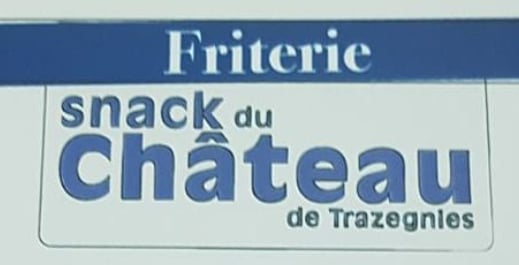 Friterie
snack du
Château
de Trazegnies